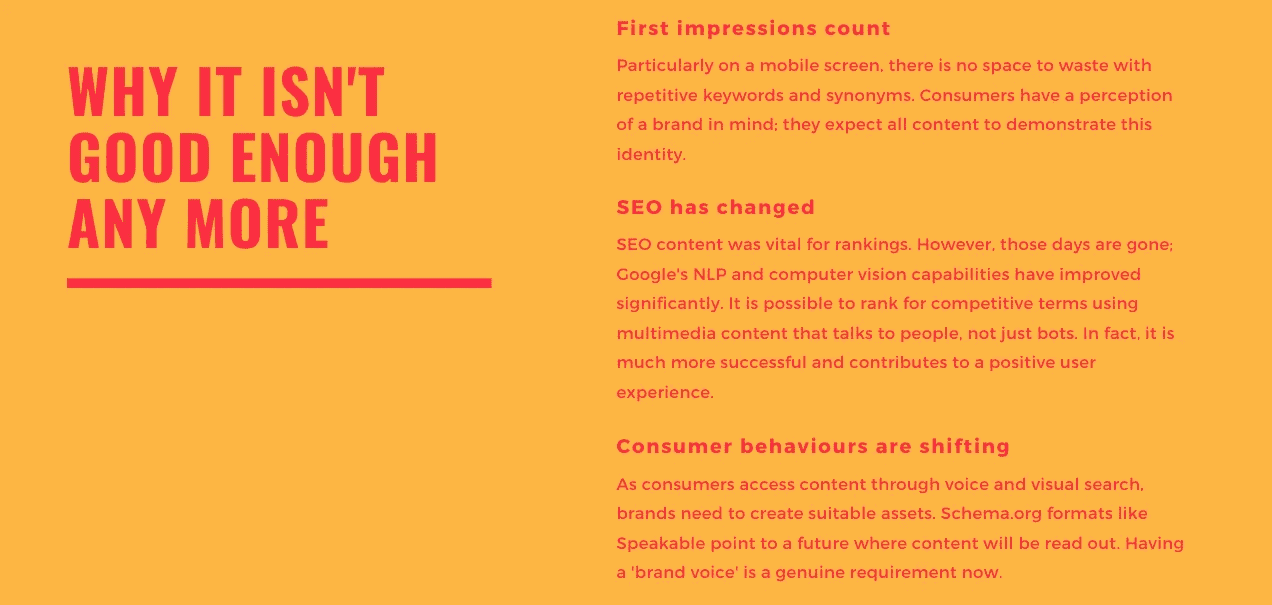 WHY IT ISN'T
GOOD ENOUGH
ANY MORE
First impressions count
Particularly on a mobile screen, there is no space to waste with
repetitive keywords and synonyms. Consumers have a perception
of a brand in mind; they expect all content to demonstrate this
identity.
SEO has changed
SEO content was vital for rankings. However, those days are gone;
Google's NLP and computer vision capabilities have improved
significantly. It is possible to rank for competitive terms using
multimedia content that talks to people, not just bots. In fact, it is
much more successful and contributes to a positive user
experience.
Consumer behaviours are shifting
As consumers access content through voice and visual search,
brands need to create suitable assets. Schema.org formats like
Speakable point to a future where content will be read out. Having
a 'brand voice' is a genuine requirement now.